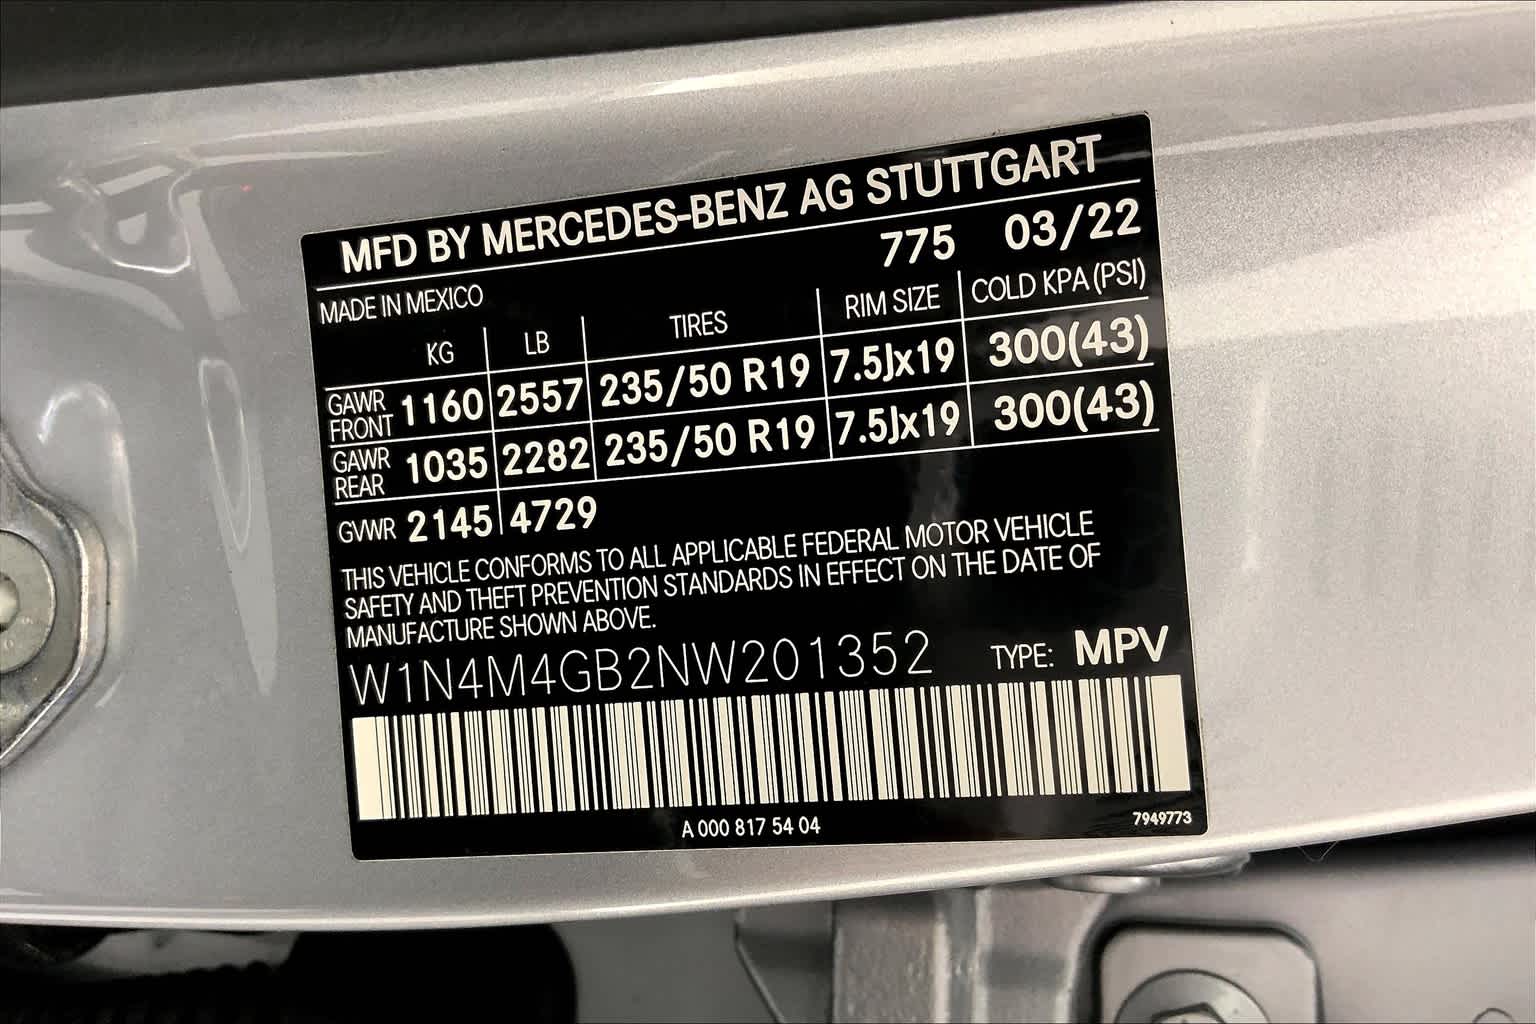 MFD BY MERCEDES-BENZ AG STUTTGART
775 03/22
MADE IN MEXICO
KG LB TIRES RIM SIZE COLD KPA (PSI)
GAWR FRONT 1160 2557 235/50 R19 7.5Jx19 300(43)
GAWR REAR 1035 2282 235/50 R19 7.5Jx19 300(43)
GVWR 2145 4729
THIS VEHICLE CONFORMS TO ALL APPLICABLE FEDERAL MOTOR VEHICLE
SAFETY AND THEFT PREVENTION STANDARDS IN EFFECT ON THE DATE OF
MANUFACTURE SHOWN ABOVE.
W1N4M4GB2NW201352 TYPE: MPV
A 000 817 54 04
7949773